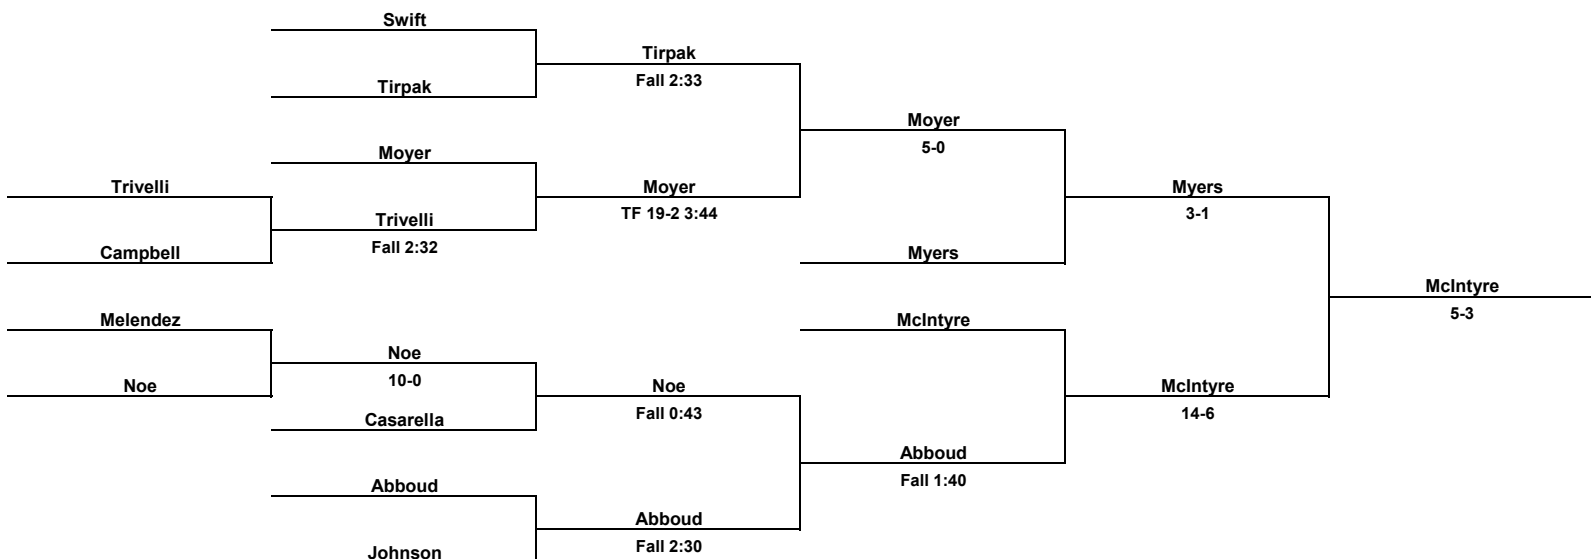 Swift
Tirpak
Fall 2:33
Tirpak
Moyer
5-0
Moyer
Trivelli
Moyer
TF 19-2 3:44
Myers
3-1
Trivelli
Fall 2:32
Campbell
Myers
McIntyre
5-3
Melendez
McIntyre
Noe
10-0
Noe
Noe
Fall 0:43
McIntyre
14-6
Casarella
Abboud
Fall 1:40
Abboud
Abboud
Fall 2:30
Johnson